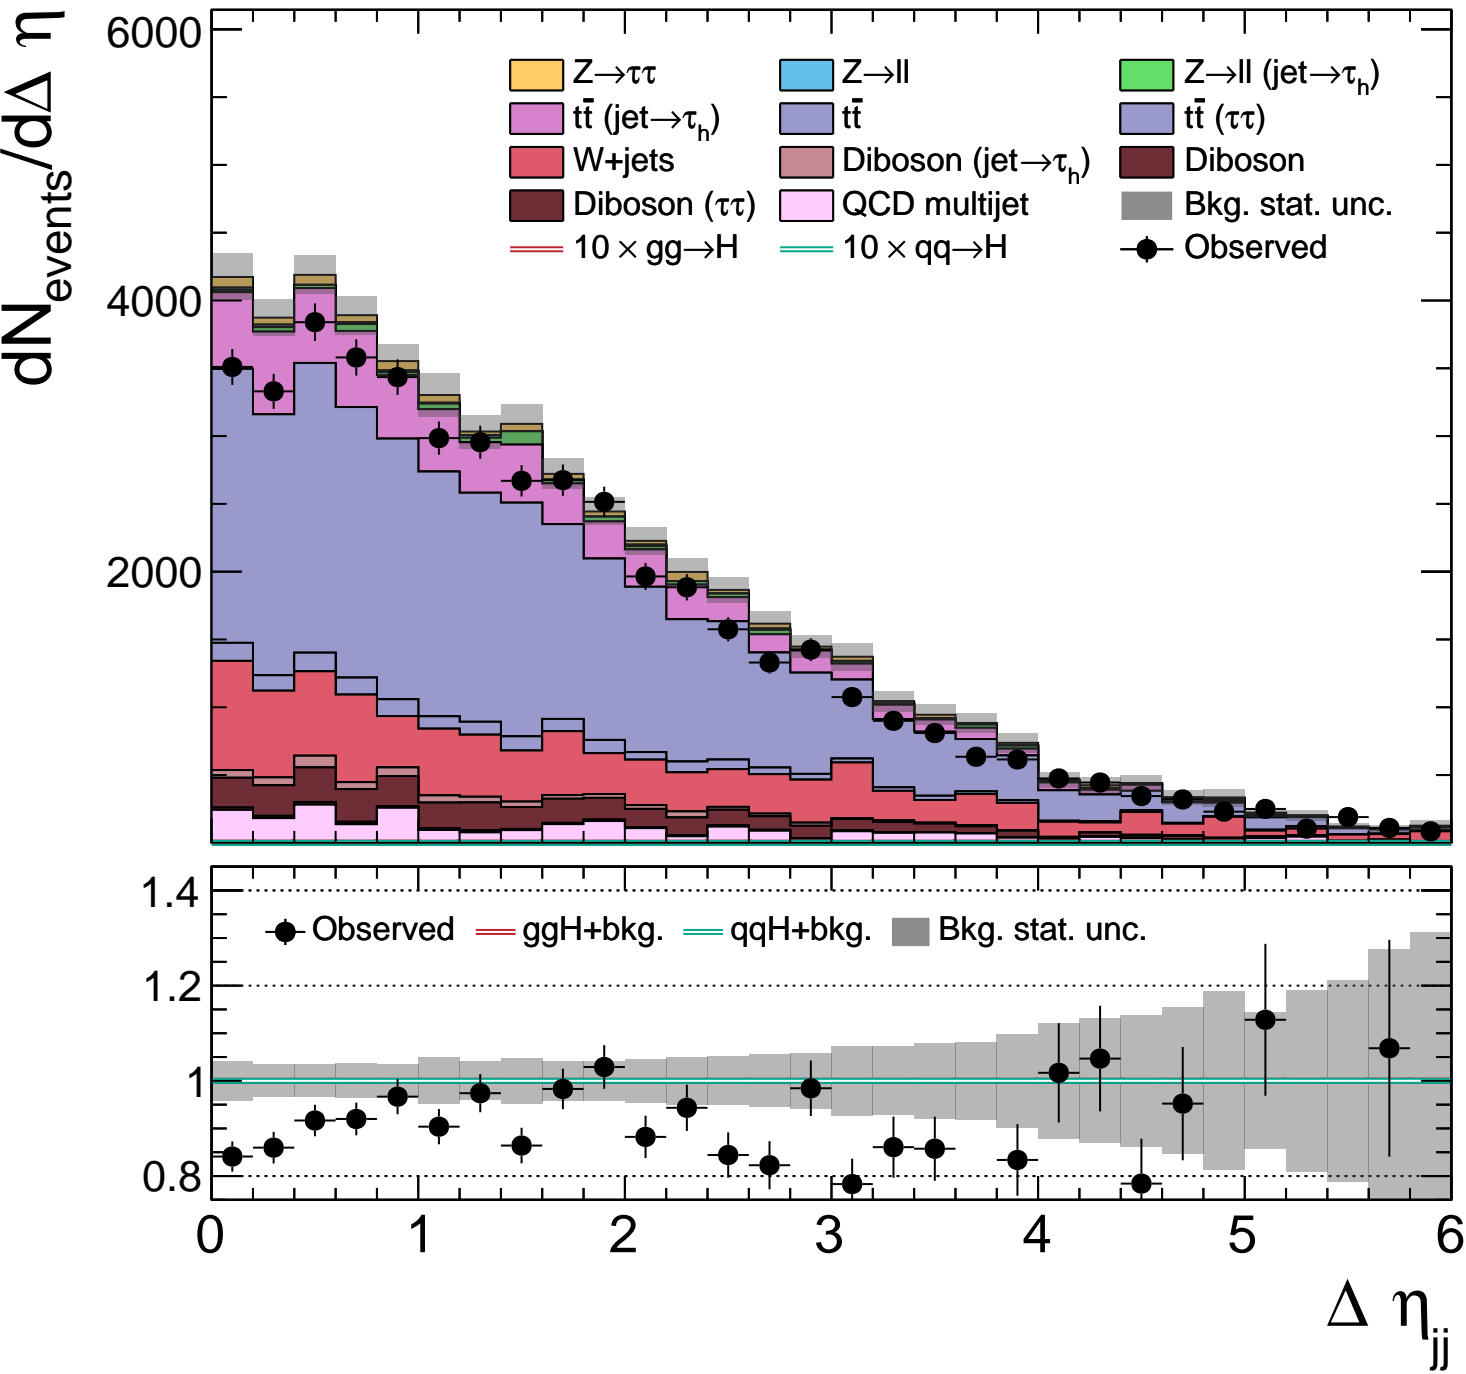 dN_events/dΔ η
6000
4000
2000
Z→ττ Z→ll Z→ll (jet→τ_h)
tt̄ (jet→τ_h) tt̄ tt̄ (ττ)
W+jets Diboson (jet→τ_h) Diboson
Diboson (ττ) QCD multijet Bkg. stat. unc.
10 × gg→H 10 × qq→H Observed
1.4
1.2
1
0.8
Observed ggH+bkg. qqH+bkg. Bkg. stat. unc.
0 1 2 3 4 5 6
Δ η_jj